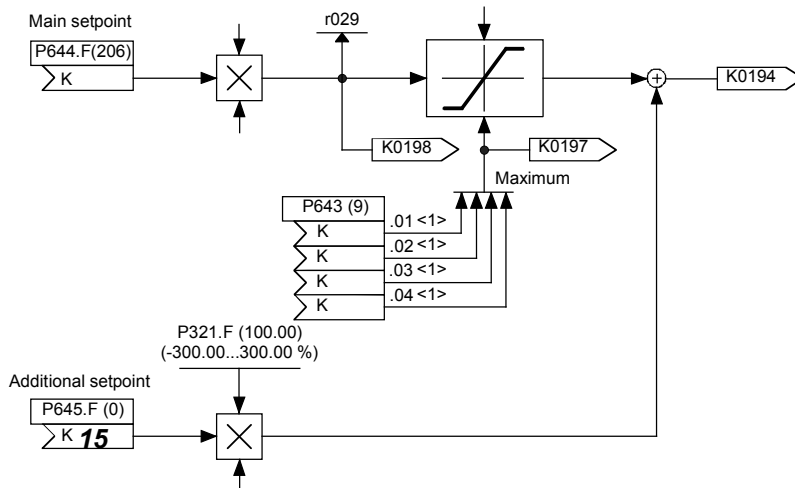 Main setpoint
r029
P644.F(206)
K
K0194
K0198
K0197
Maximum
P643 (9)
K .01 <1>
K .02 <1>
K .03 <1>
K .04 <1>
P321.F (100.00)
(-300.00...300.00 %)
Additional setpoint
P645.F (0)
K 15